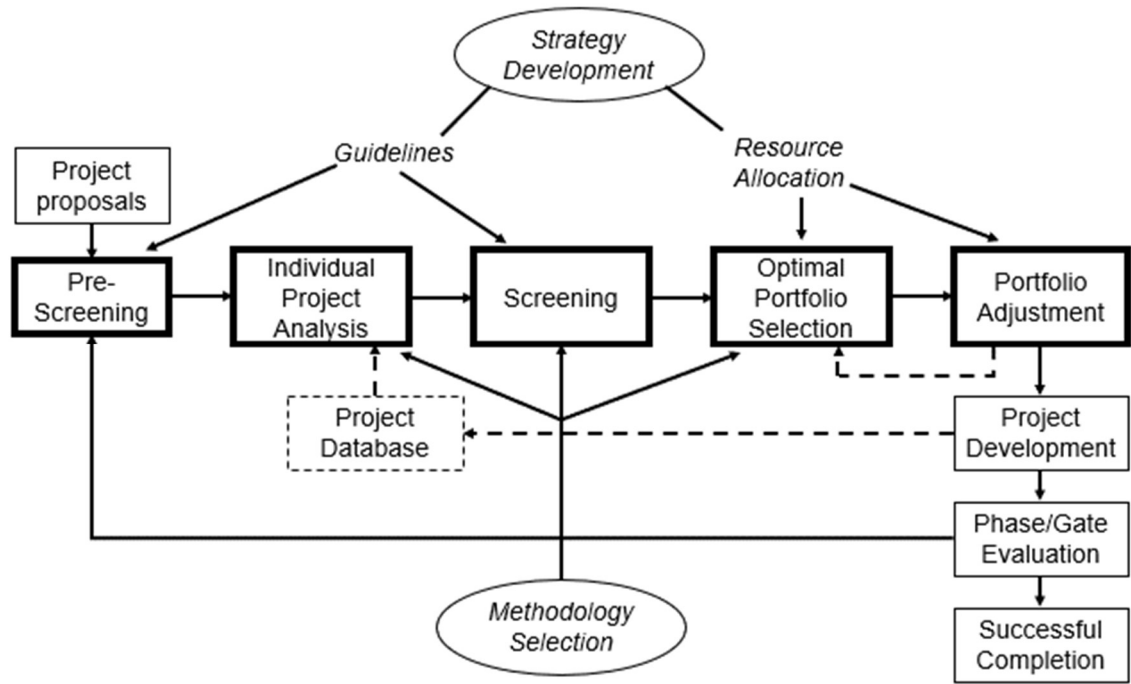 Strategy
Development
Guidelines
Resource
Allocation
Project
proposals
Pre-
Screening
Individual
Project
Analysis
Screening
Optimal
Portfolio
Selection
Portfolio
Adjustment
Project
Database
Project
Development
Phase/Gate
Evaluation
Methodology
Selection
Successful
Completion